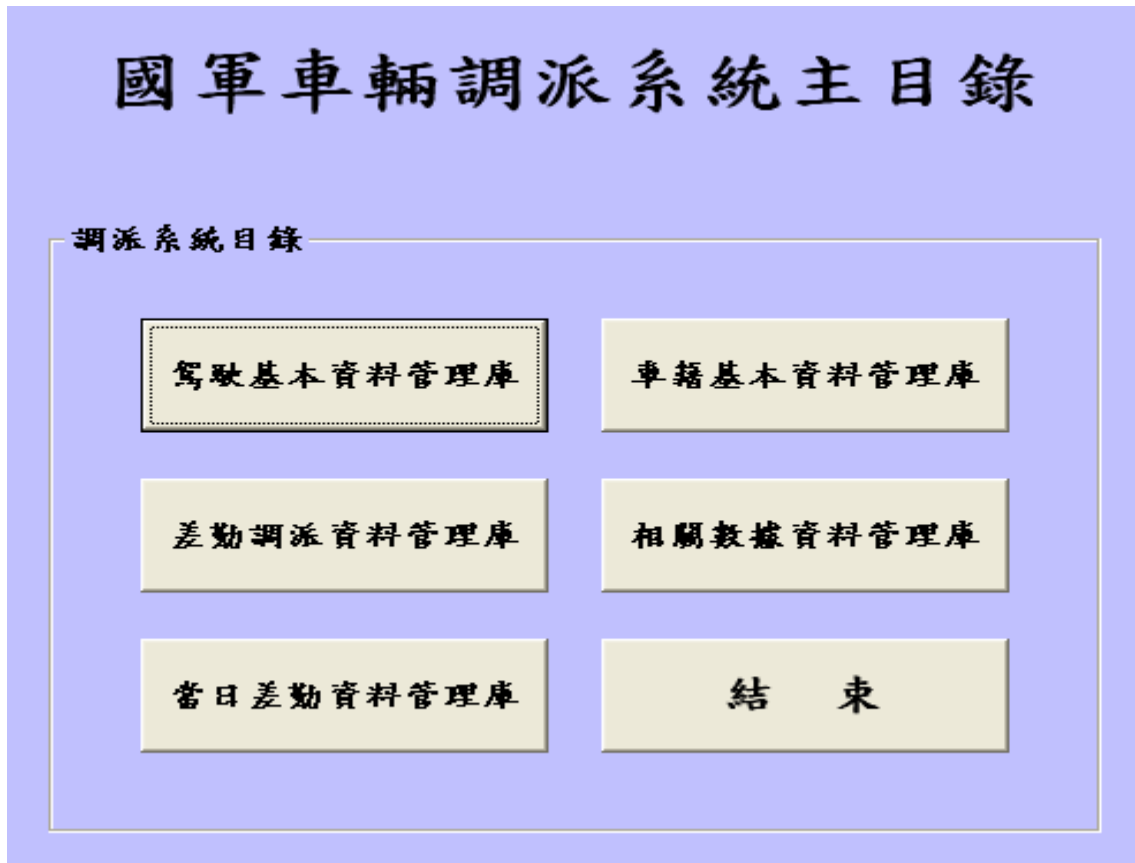 國軍車輛調派系統主目錄
調派系統目錄
駕駛基本資料管理庫
車籍基本資料管理庫
差勤調派資料管理庫
相關數據資料管理庫
當日差勤資料管理庫
結 束